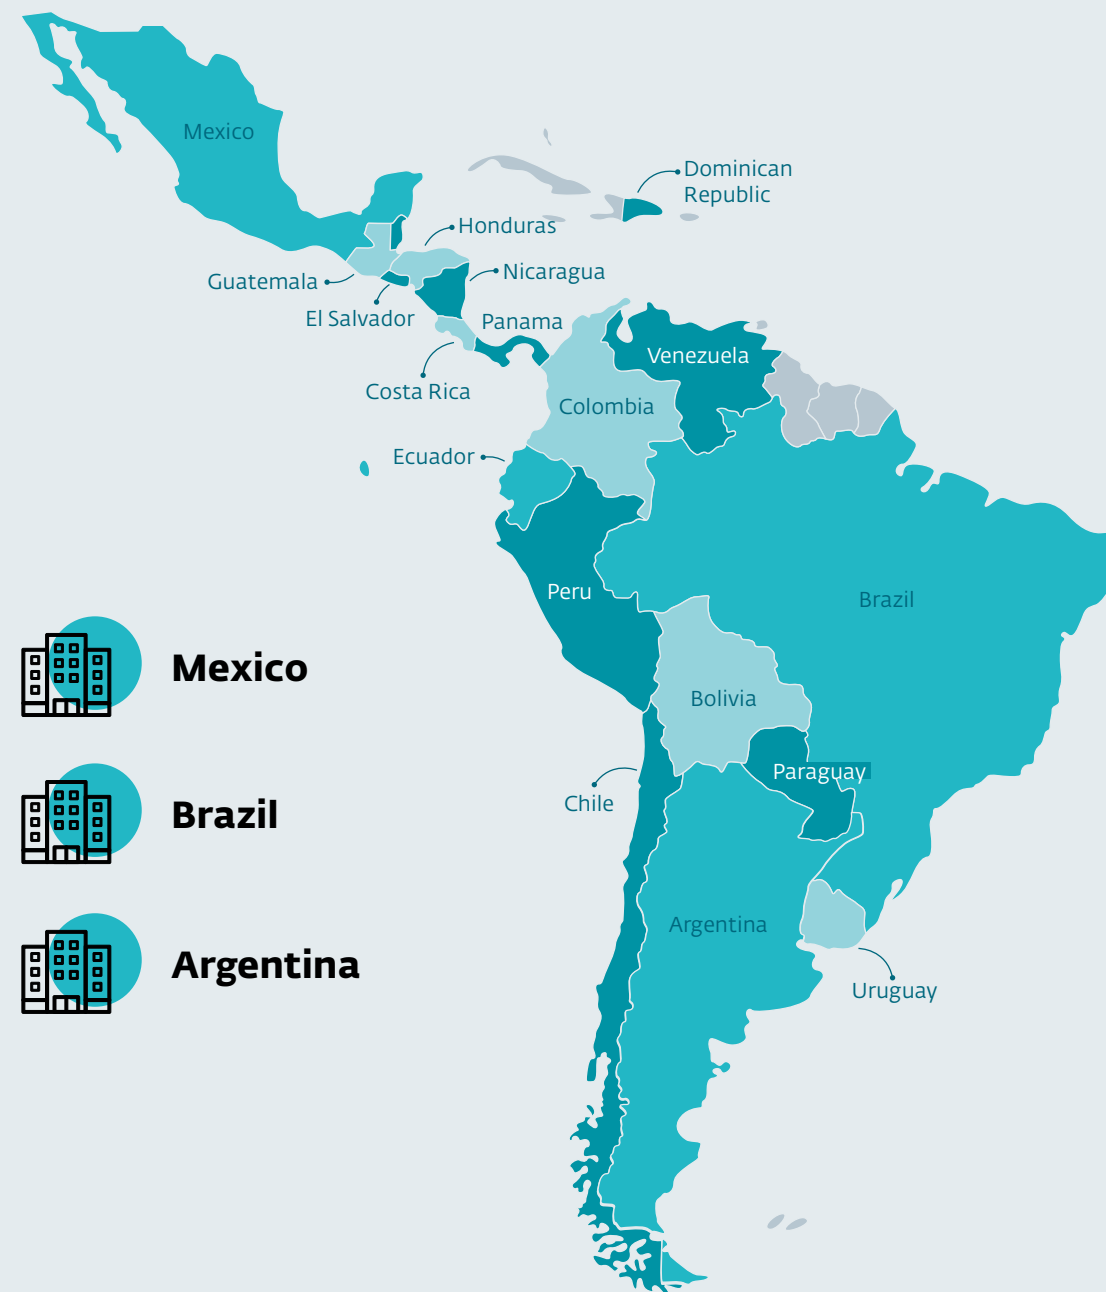 Mexico
Dominican
Republic
Honduras
Guatemala
Nicaragua
El Salvador
Panama
Costa Rica
Venezuela
Colombia
Ecuador
Peru
Brazil
Bolivia
Paraguay
Chile
Argentina
Uruguay
Mexico
Brazil
Argentina